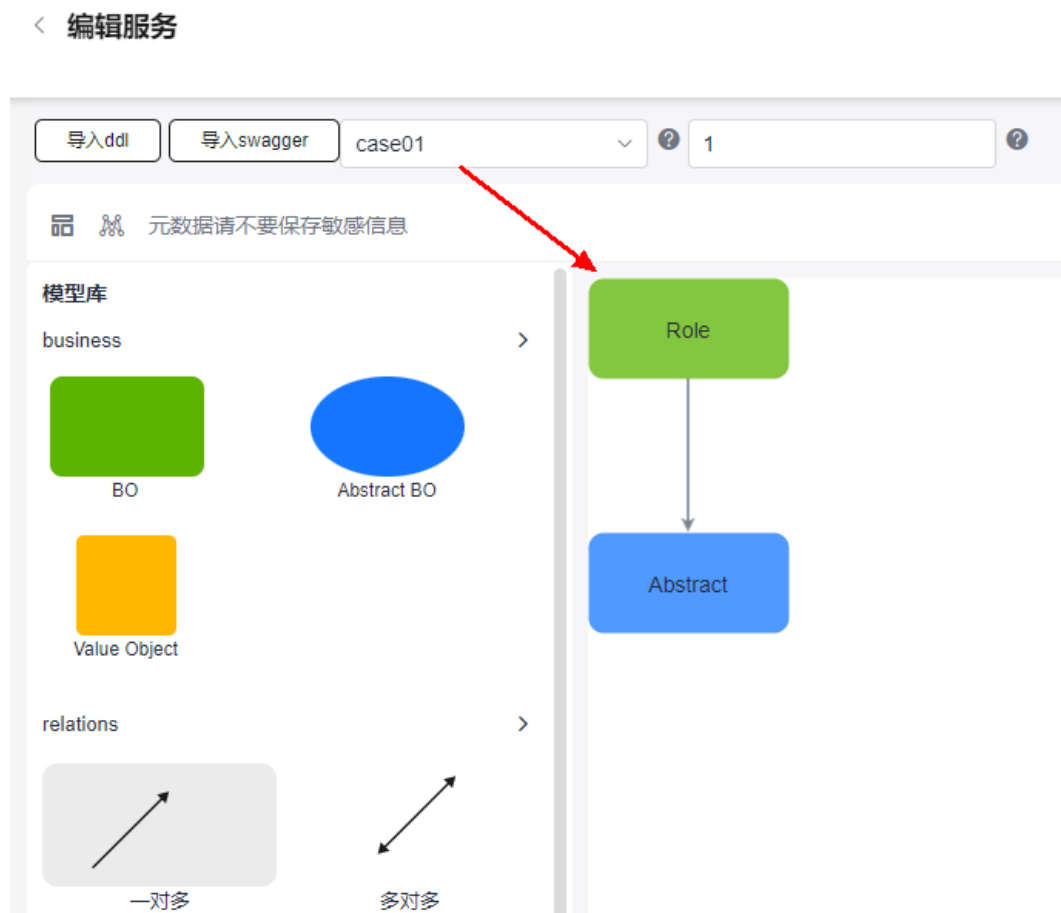 编辑服务
导入ddl 导入swagger case01 1
元数据请不要保存敏感信息
模型库
business
BO Abstract BO
Value Object
relations
一对多 多对多
Role
Abstract